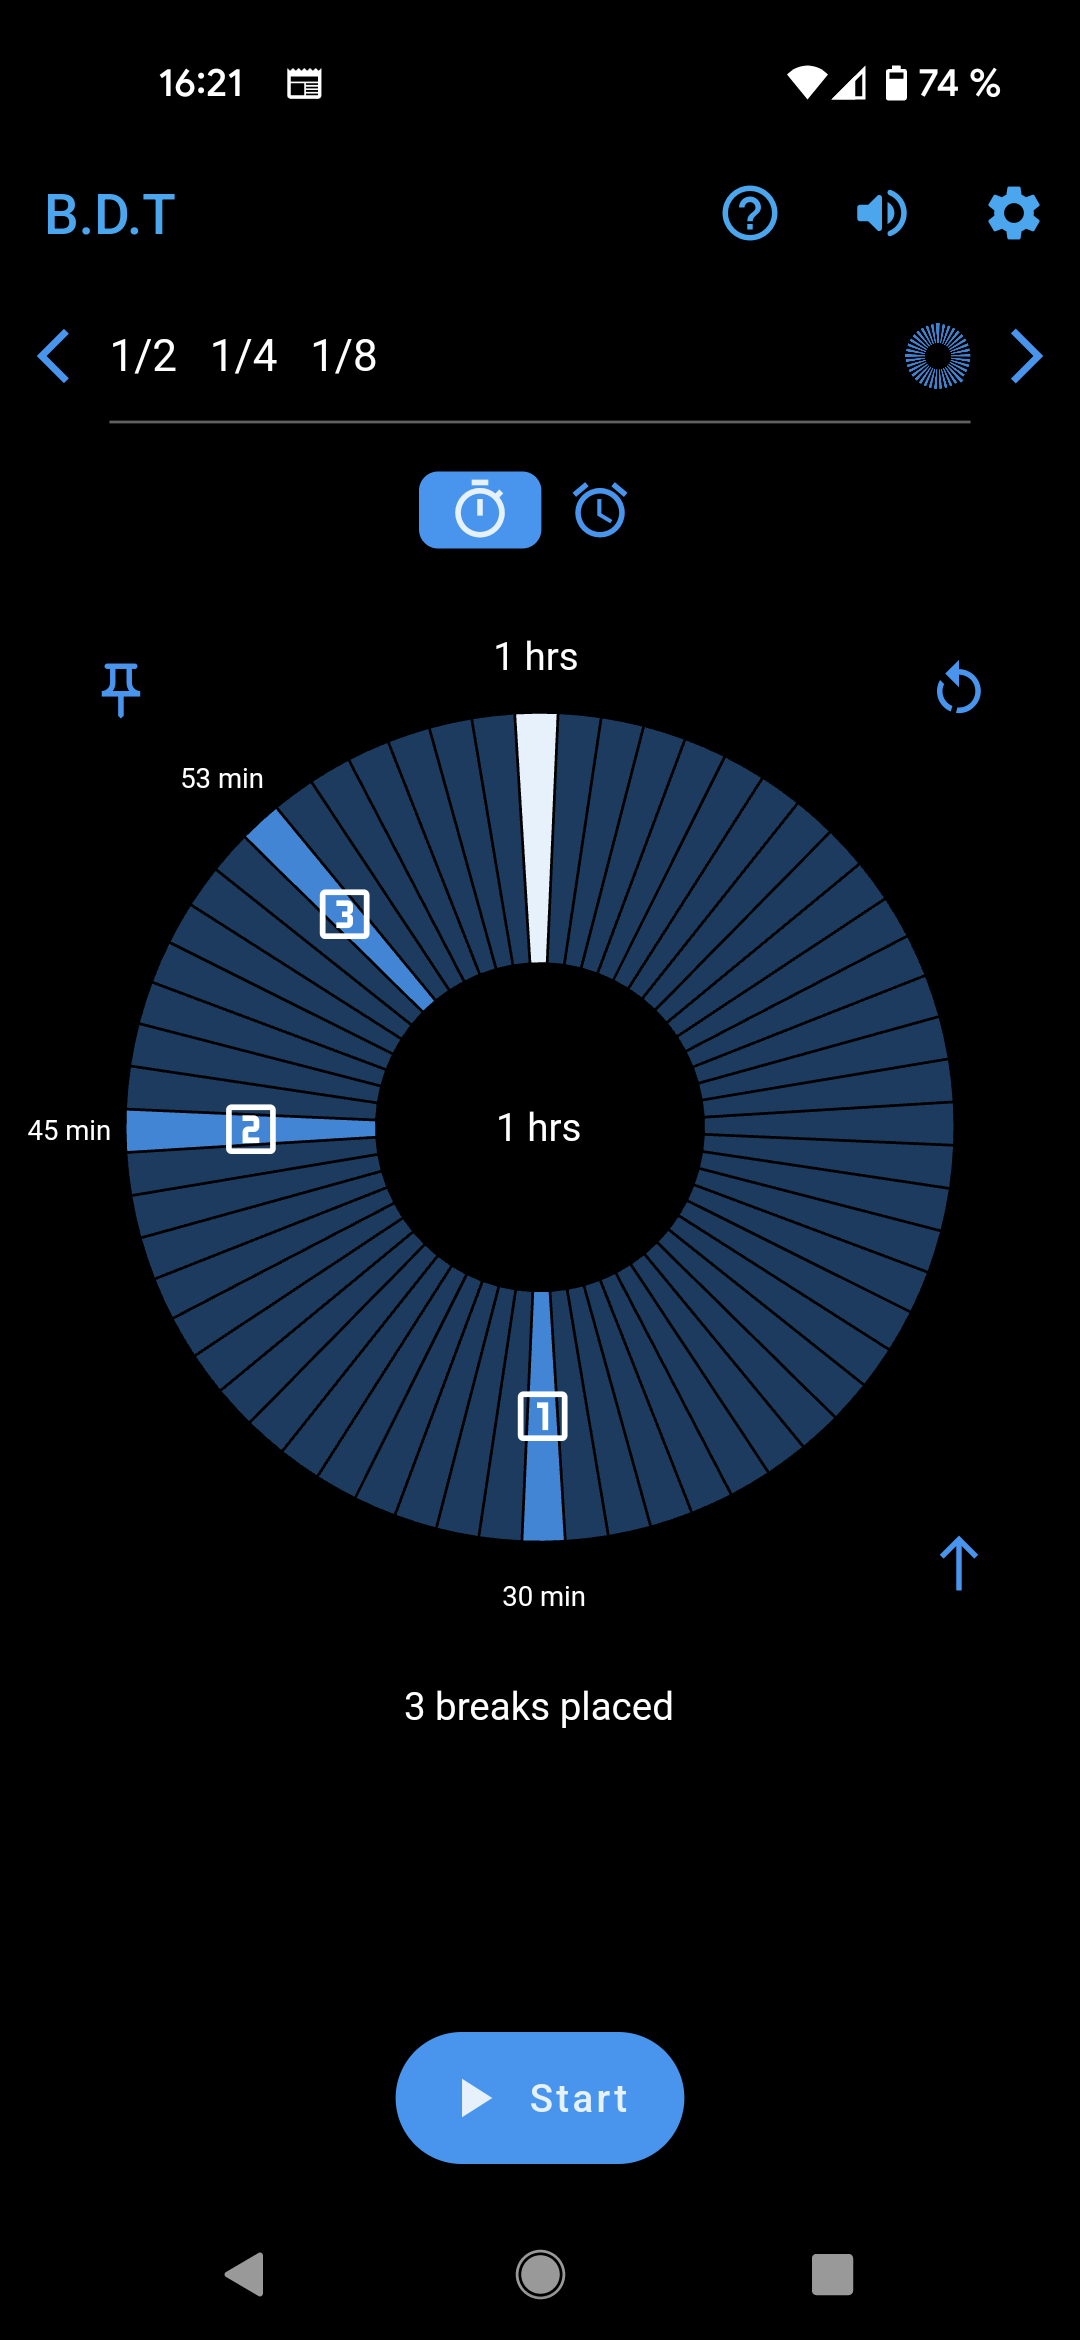 16:21 74 %
B.D.T
1/2 1/4 1/8
1 hrs
53 min
3
45 min
2
1 hrs
1
30 min
3 breaks placed
Start